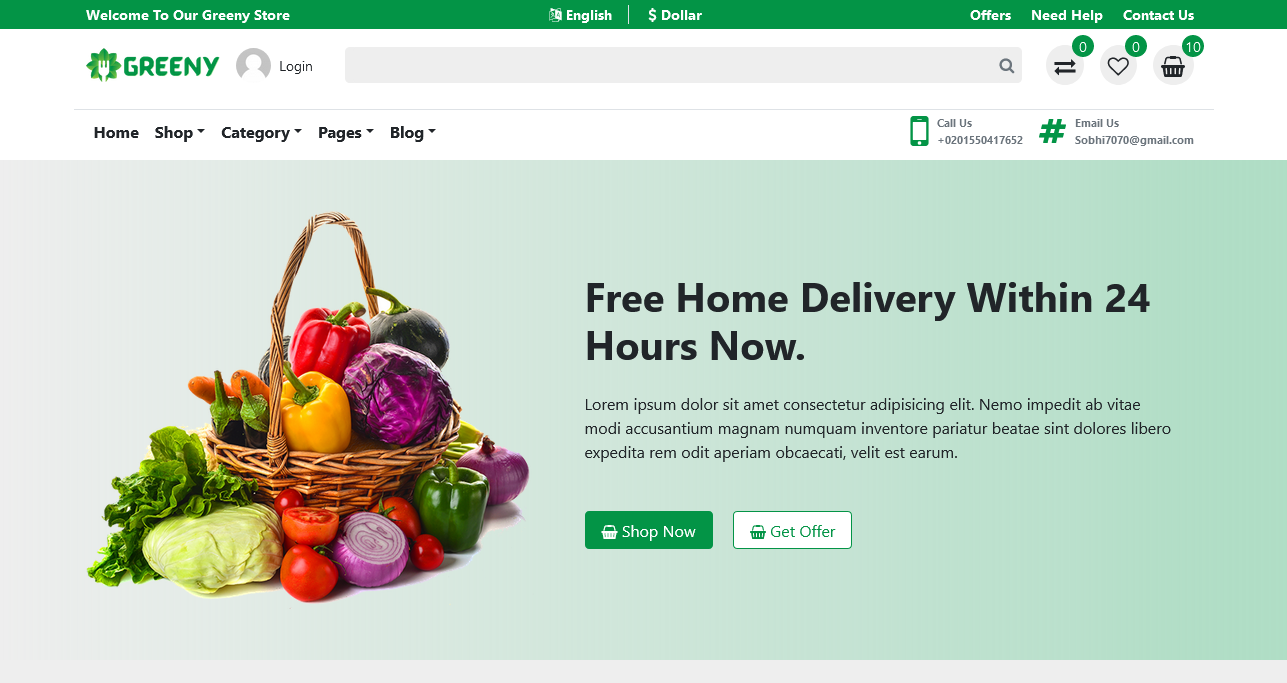 Welcome To Our Greeny Store
English
$ Dollar
Offers
Need Help
Contact Us
GREENY
Login
0
0
10
Home
Shop
Category
Pages
Blog
Call Us
+0201550417652
Email Us
Sobhi7070@gmail.com
Free Home Delivery Within 24
Hours Now.
Lorem ipsum dolor sit amet consectetur adipisicing elit. Nemo impedit ab vitae
modi accusantium magnam numquam inventore pariatur beatae sint dolores libero
expedita rem odit aperiam obcaecati, velit est earum.
Shop Now
Get Offer